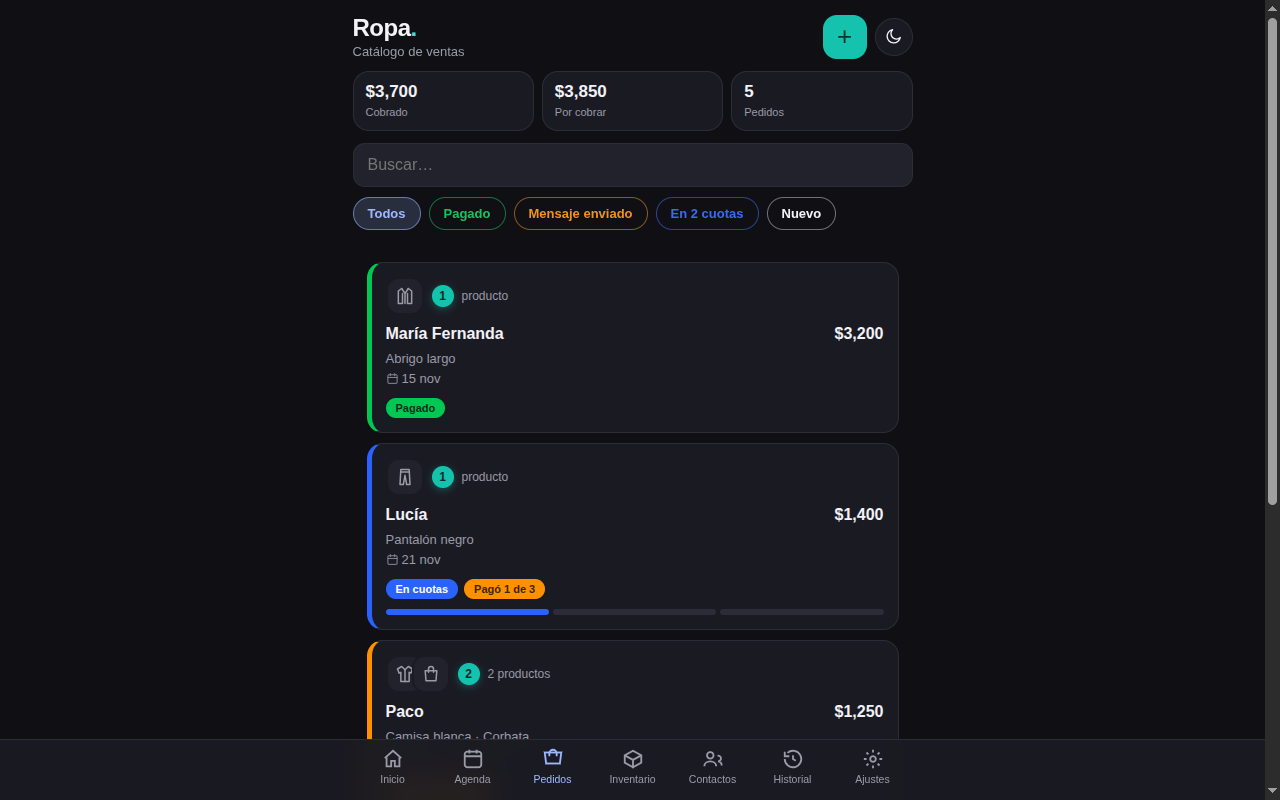 Ropa.
Catálogo de ventas
$3,700
Cobrado
$3,850
Por cobrar
5
Pedidos
Buscar…
Todos
Pagado
Mensaje enviado
En 2 cuotas
Nuevo
1 producto
María Fernanda $3,200
Abrigo largo
15 nov
Pagado
1 producto
Lucía $1,400
Pantalón negro
21 nov
En cuotas Pagó 1 de 3
2 2 productos
Paco $1,250
Camisa blanca · Corbata
Inicio
Agenda
Pedidos
Inventario
Contactos
Historial
Ajustes